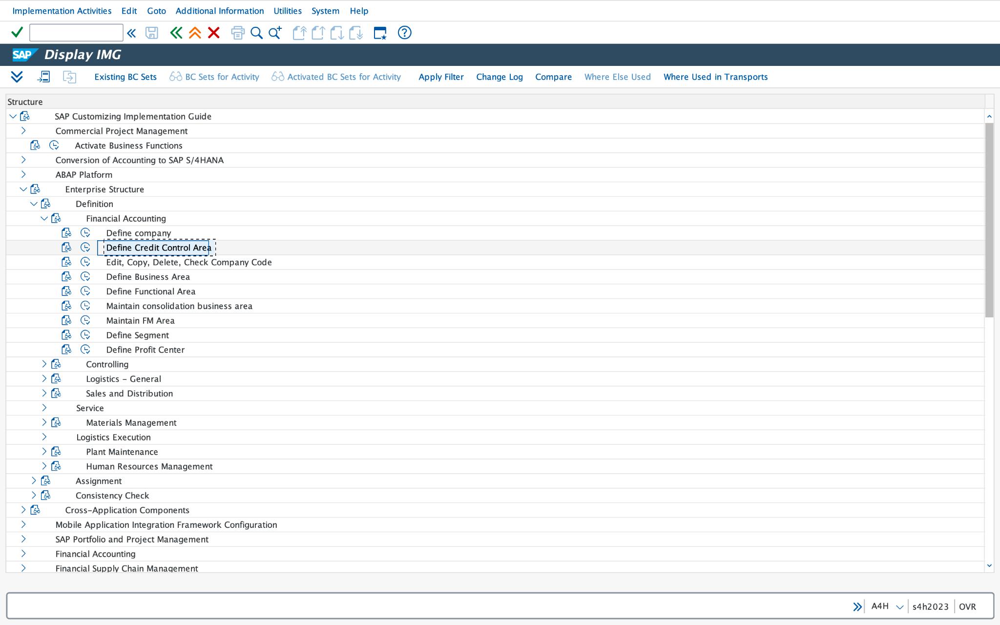 Implementation Activities Edit Goto Additional Information Utilities System Help
SAP Display IMG
Existing BC Sets BC Sets for Activity Activated BC Sets for Activity Apply Filter Change Log Compare Where Else Used Where Used in Transports
Structure
SAP Customizing Implementation Guide
Commercial Project Management
Activate Business Functions
Conversion of Accounting to SAP S/4HANA
ABAP Platform
Enterprise Structure
Definition
Financial Accounting
Define company
Define Credit Control Area
Edit, Copy, Delete, Check Company Code
Define Business Area
Define Functional Area
Maintain consolidation business area
Maintain FM Area
Define Segment
Define Profit Center
Controlling
Logistics - General
Sales and Distribution
Service
Materials Management
Logistics Execution
Plant Maintenance
Human Resources Management
Assignment
Consistency Check
Cross-Application Components
Mobile Application Integration Framework Configuration
SAP Portfolio and Project Management
Financial Accounting
Financial Supply Chain Management
A4H s4h2023 OVR